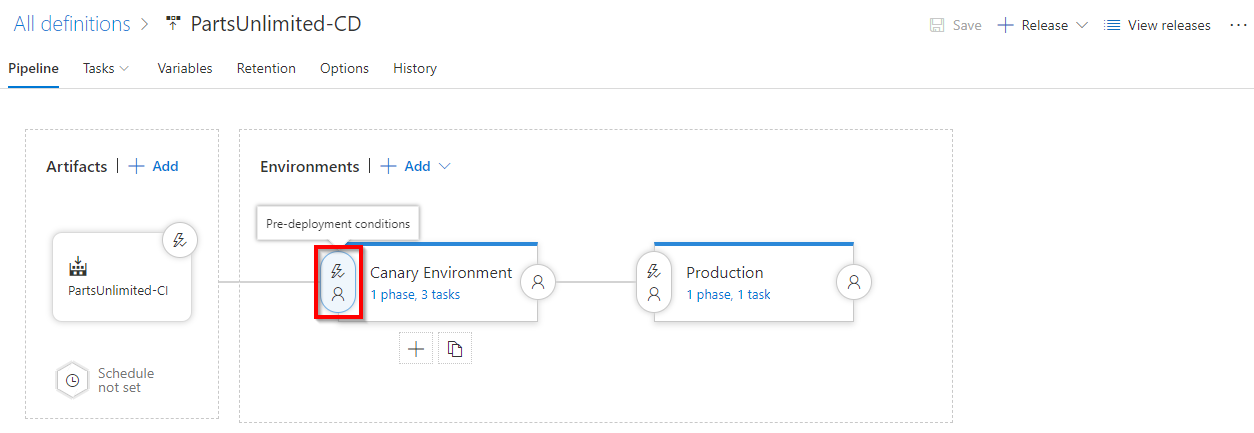 All definitions > PartsUnlimited-CD
Save
Release
View releases
Pipeline
Tasks
Variables
Retention
Options
History
Artifacts | + Add
Environments | + Add
Pre-deployment conditions
PartsUnlimited-CI
Canary Environment
1 phase, 3 tasks
Production
1 phase, 1 task
Schedule
not set